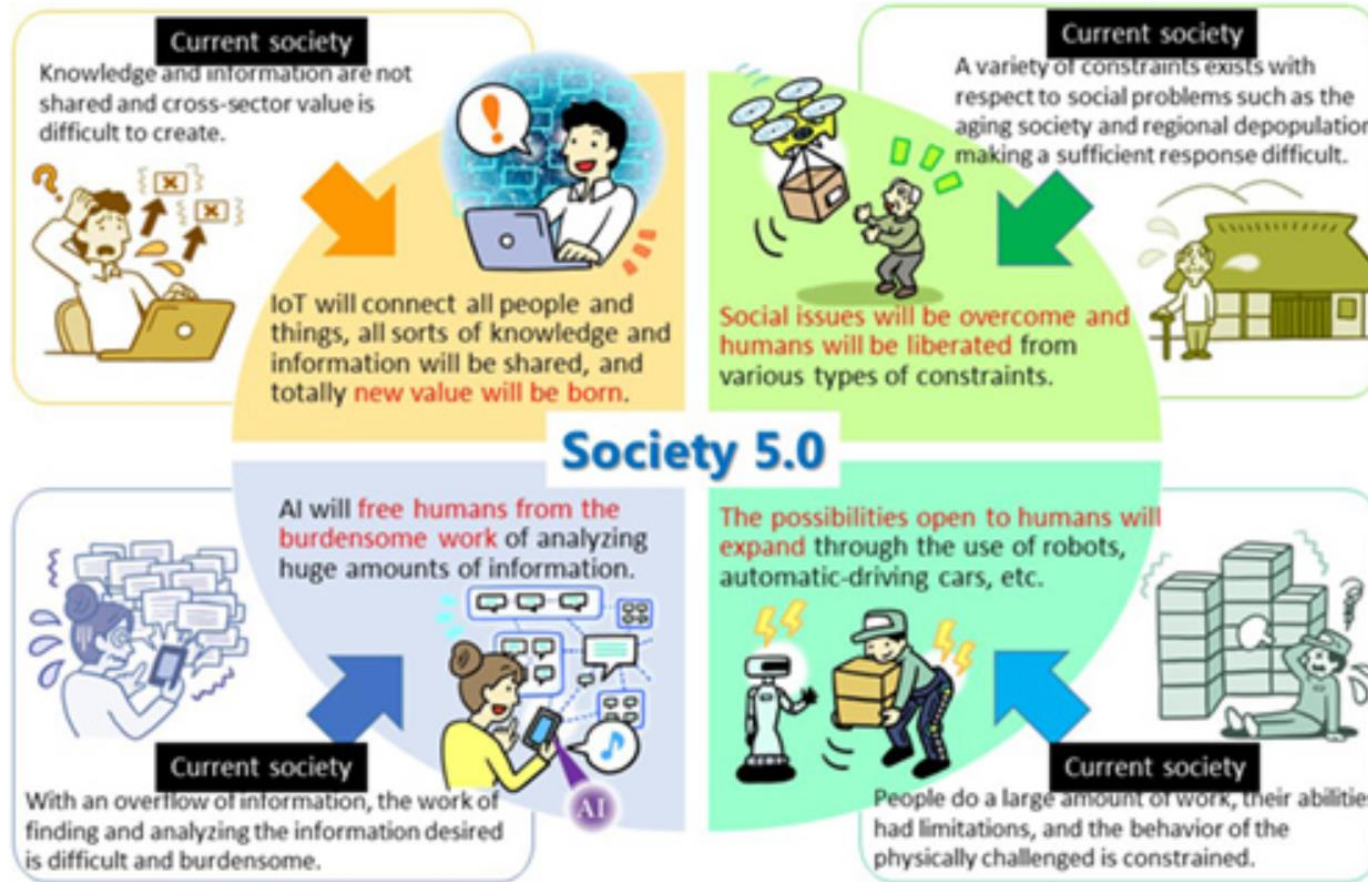 Current society
Knowledge and information are not
shared and cross-sector value is
difficult to create.
IoT will connect all people and
things, all sorts of knowledge and
information will be shared, and
totally new value will be born.
Current society
A variety of constraints exists with
respect to social problems such as the
aging society and regional depopulation
making a sufficient response difficult.
Social issues will be overcome and
humans will be liberated from
various types of constraints.
Society 5.0
AI will free humans from the
burdensome work of analyzing
huge amounts of information.
AI
Current society
With an overflow of information, the work of
finding and analyzing the information desired
is difficult and burdensome.
The possibilities open to humans will
expand through the use of robots,
automatic-driving cars, etc.
Current society
People do a large amount of work, their abilities
had limitations, and the behavior of the
physically challenged is constrained.